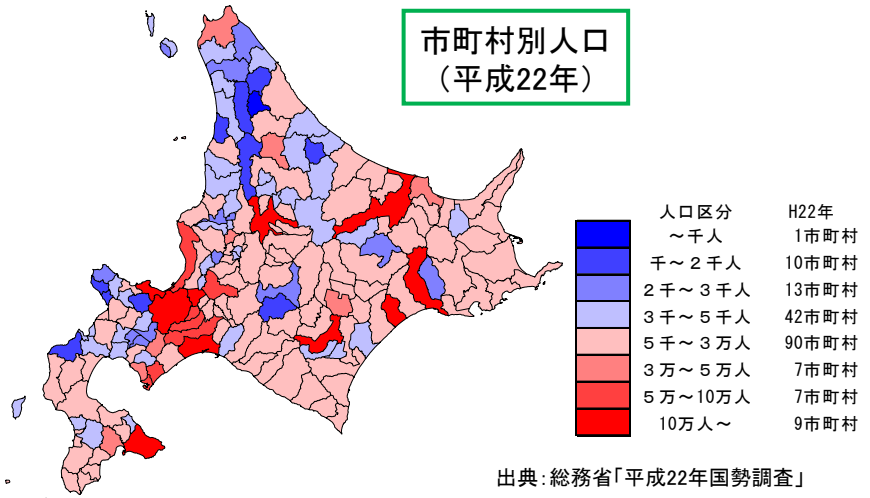 市町村別人口
（平成22年）
人口区分 H22年
～千人 1市町村
千～２千人 10市町村
２千～３千人 13市町村
３千～５千人 42市町村
５千～３万人 90市町村
３万～５万人 7市町村
５万～10万人 7市町村
10万人～ 9市町村
出典：総務省「平成22年国勢調査」